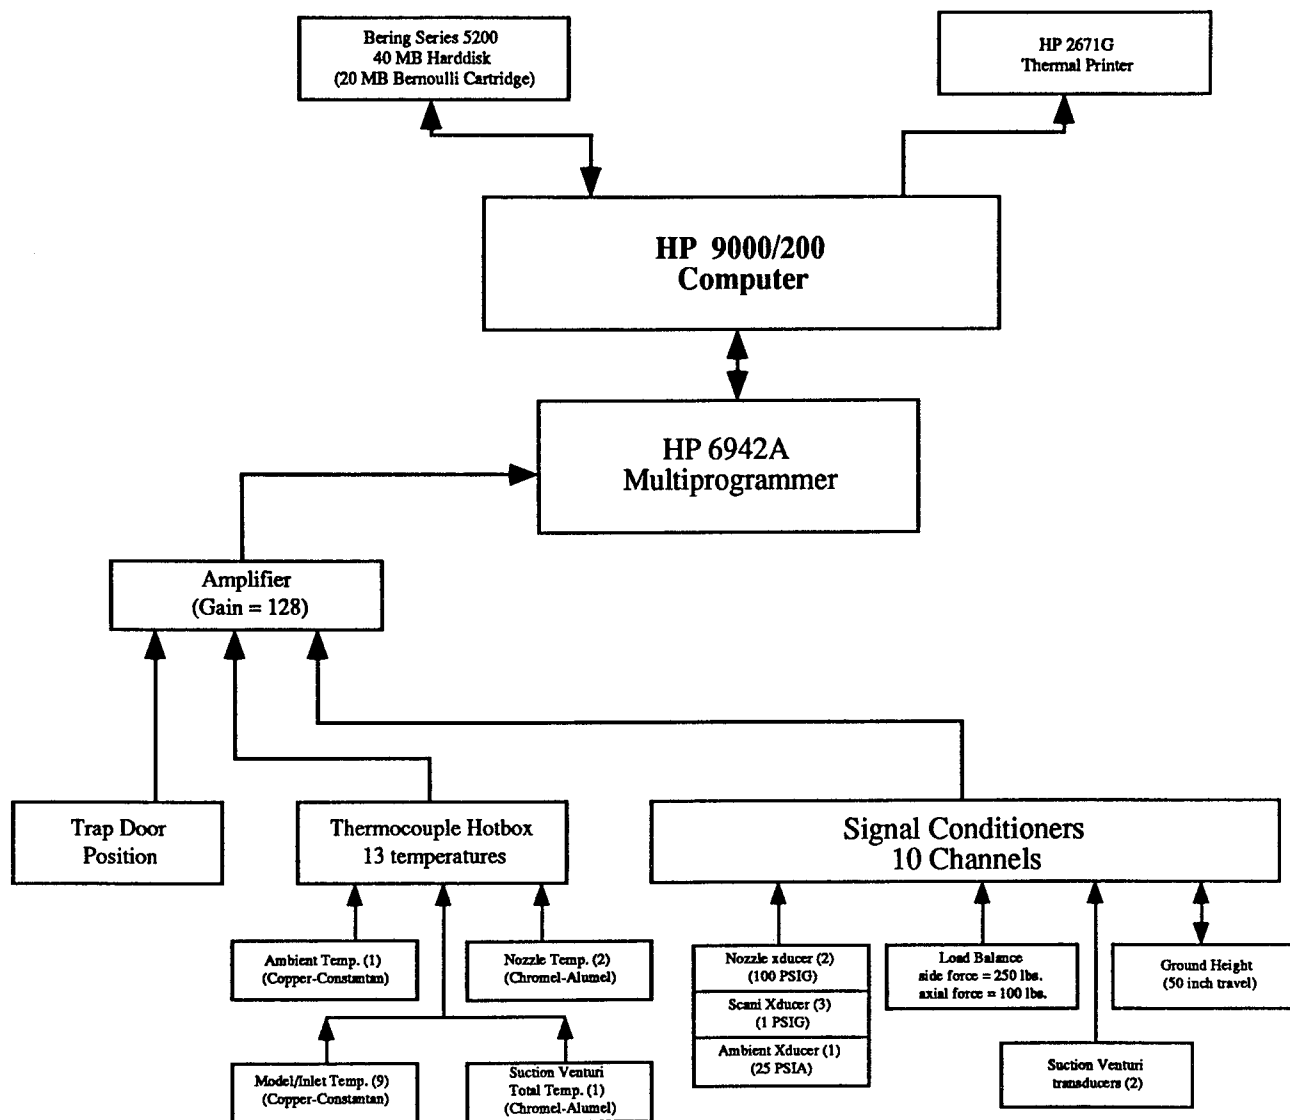 Bering Series 5200
40 MB Harddisk
(20 MB Bernoulli Cartridge)
HP 2671G
Thermal Printer
HP 9000/200
Computer
HP 6942A
Multiprogrammer
Amplifier
(Gain = 128)
Trap Door
Position
Thermocouple Hotbox
13 temperatures
Signal Conditioners
10 Channels
Ambient Temp. (1)
(Copper-Constantan)
Nozzle Temp. (2)
(Chromel-Alumel)
Nozzle xducer (2)
(100 PSIG)
Scani Xducer (3)
(1 PSIG)
Ambient Xducer (1)
(25 PSIA)
Load Balance
side force = 250 lbs.
axial force = 100 lbs.
Ground Height
(50 inch travel)
Model/Inlet Temp. (9)
(Copper-Constantan)
Suction Venturi
Total Temp. (1)
(Chromel-Alumel)
Suction Venturi
transducers (2)